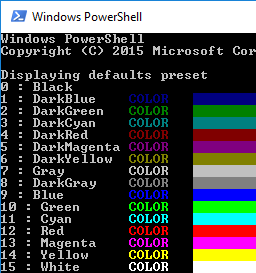 Windows PowerShell
Windows PowerShell
Copyright (C) 2015 Microsoft Cor
Displaying defaults preset
0 : Black
1 : DarkBlue COLOR
2 : DarkGreen COLOR
3 : DarkCyan COLOR
4 : DarkRed COLOR
5 : DarkMagenta COLOR
6 : DarkYellow COLOR
7 : Gray COLOR
8 : DarkGray COLOR
9 : Blue COLOR
10 : Green COLOR
11 : Cyan COLOR
12 : Red COLOR
13 : Magenta COLOR
14 : Yellow COLOR
15 : White COLOR